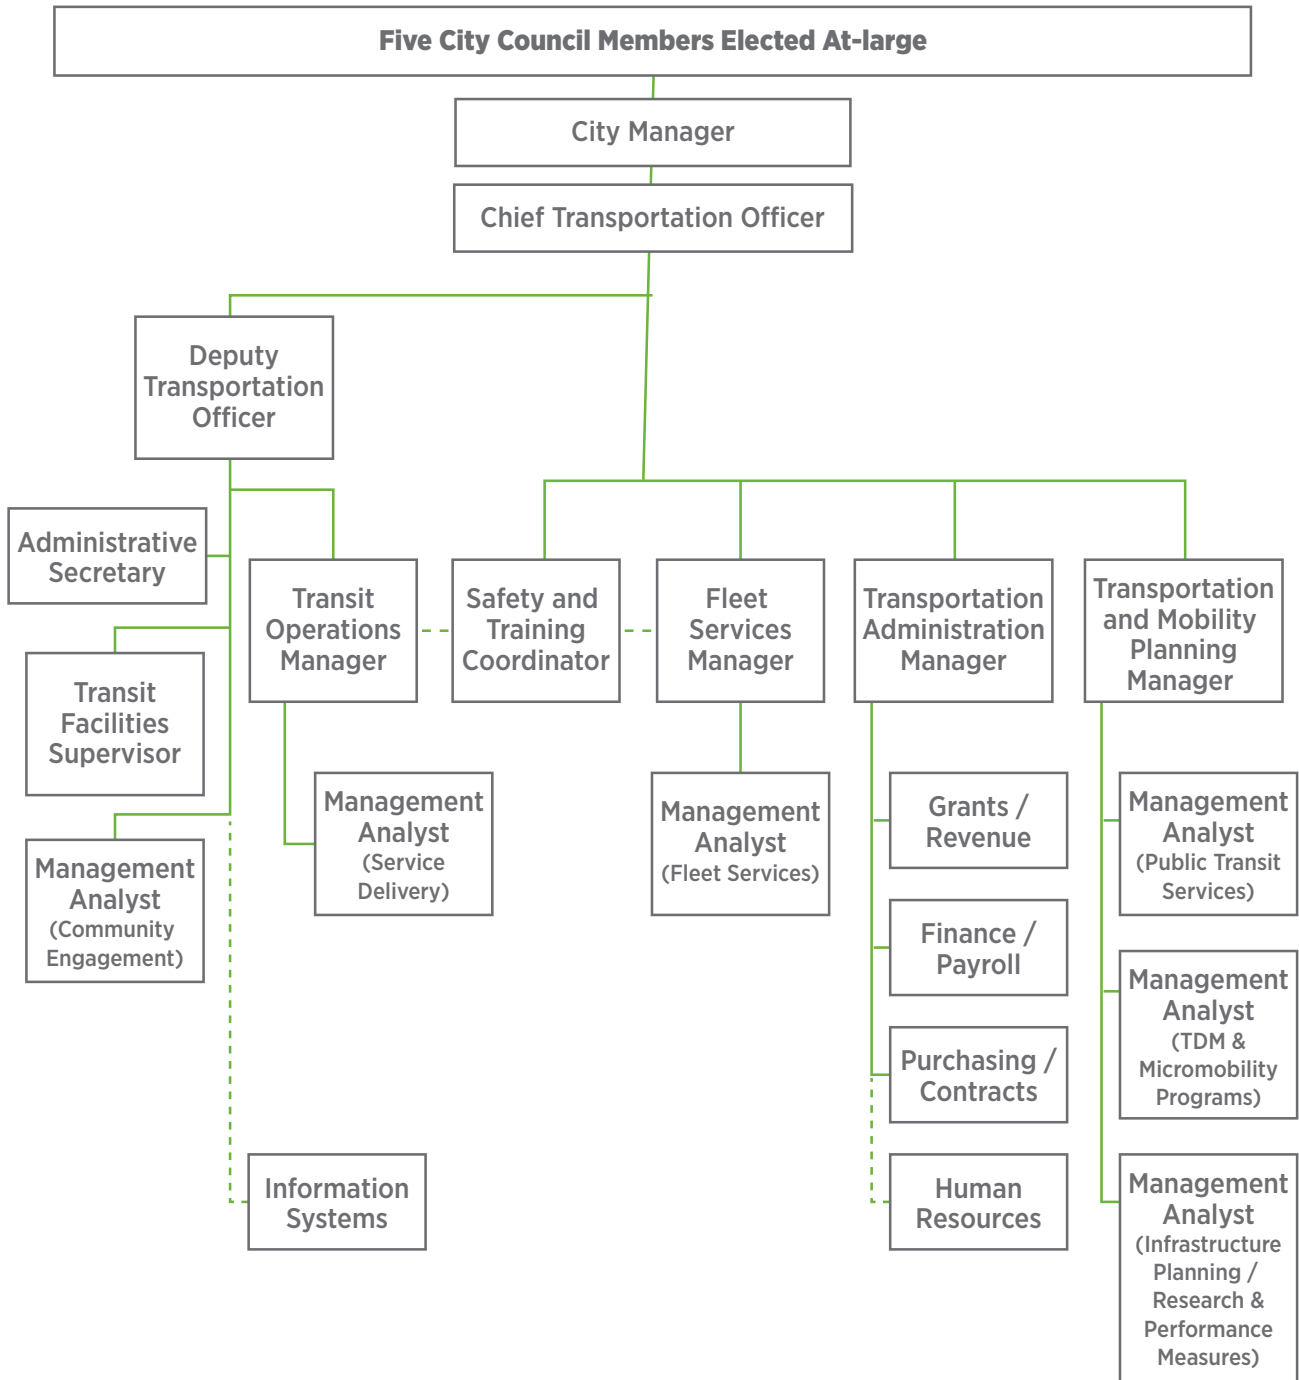 Five City Council Members Elected At-large
City Manager
Chief Transportation Officer
Deputy
Transportation
Officer
Administrative
Secretary
Transit
Facilities
Supervisor
Management
Analyst
(Community
Engagement)
Transit
Operations
Manager
Management
Analyst
(Service
Delivery)
Information
Systems
Safety and
Training
Coordinator
Fleet
Services
Manager
Management
Analyst
(Fleet Services)
Transportation
Administration
Manager
Grants /
Revenue
Finance /
Payroll
Purchasing /
Contracts
Human
Resources
Transportation
and Mobility
Planning
Manager
Management
Analyst
(Public Transit
Services)
Management
Analyst
(TDM &
Micromobility
Programs)
Management
Analyst
(Infrastructure
Planning /
Research &
Performance
Measures)